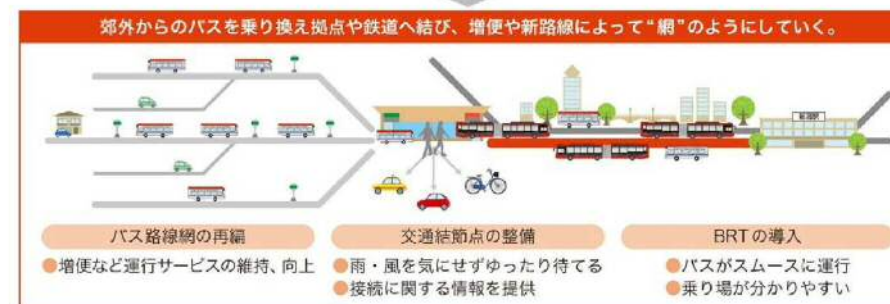 郊外からのバスを乗り換え拠点や鉄道へ結び、増便や新路線によって“網”のようにしていく。
新潟駅
バス路線網の再編
交通結節点の整備
BRTの導入
●増便など運行サービスの維持、向上
●雨・風を気にせずゆったり待てる
●接続に関する情報を提供
●バスがスムースに運行
●乗り場が分かりやすい